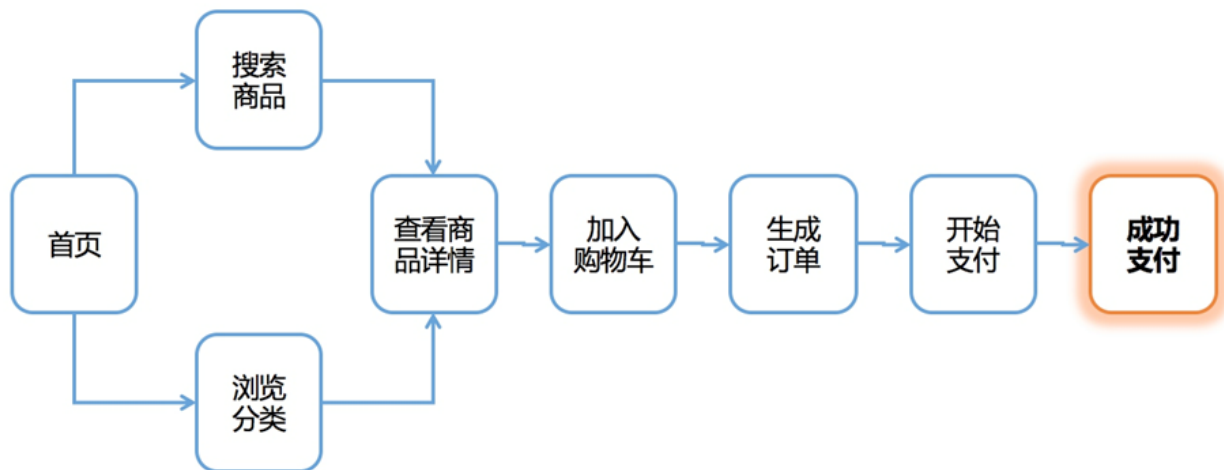 搜索
商品
首页
浏览
分类
查看商
品详情
加入
购物车
生成
订单
开始
支付
成功
支付